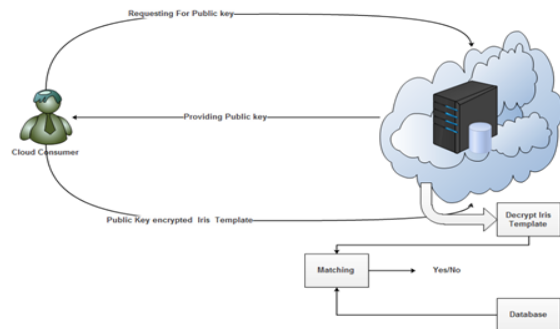 Requesting For Public key
Providing Public key
Cloud Consumer
Public Key encrypted Iris Template
Decrypt Iris
Template
Matching
Yes/No
Database